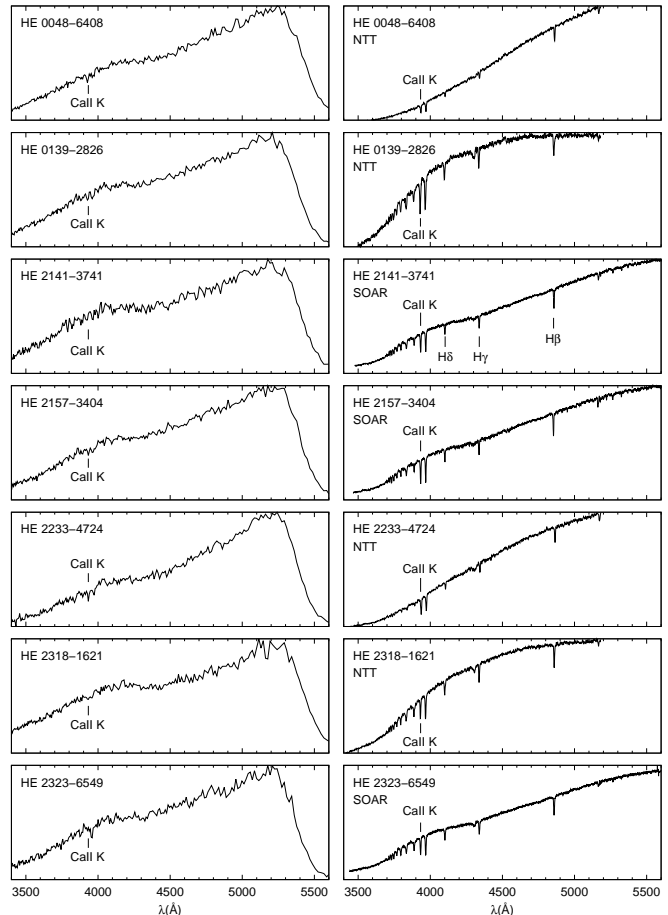 HE 0048−6408
CaII K
HE 0048−6408
NTT
CaII K
HE 0139−2826
CaII K
HE 0139−2826
NTT
CaII K
HE 2141−3741
CaII K
HE 2141−3741
SOAR
CaII K
Hδ
Hγ
Hβ
HE 2157−3404
CaII K
HE 2157−3404
SOAR
CaII K
HE 2233−4724
CaII K
HE 2233−4724
NTT
CaII K
HE 2318−1621
CaII K
HE 2318−1621
NTT
CaII K
HE 2323−6549
CaII K
HE 2323−6549
SOAR
CaII K
3500 4000 4500 5000 5500
λ(Å)
3500 4000 4500 5000 5500
λ(Å)